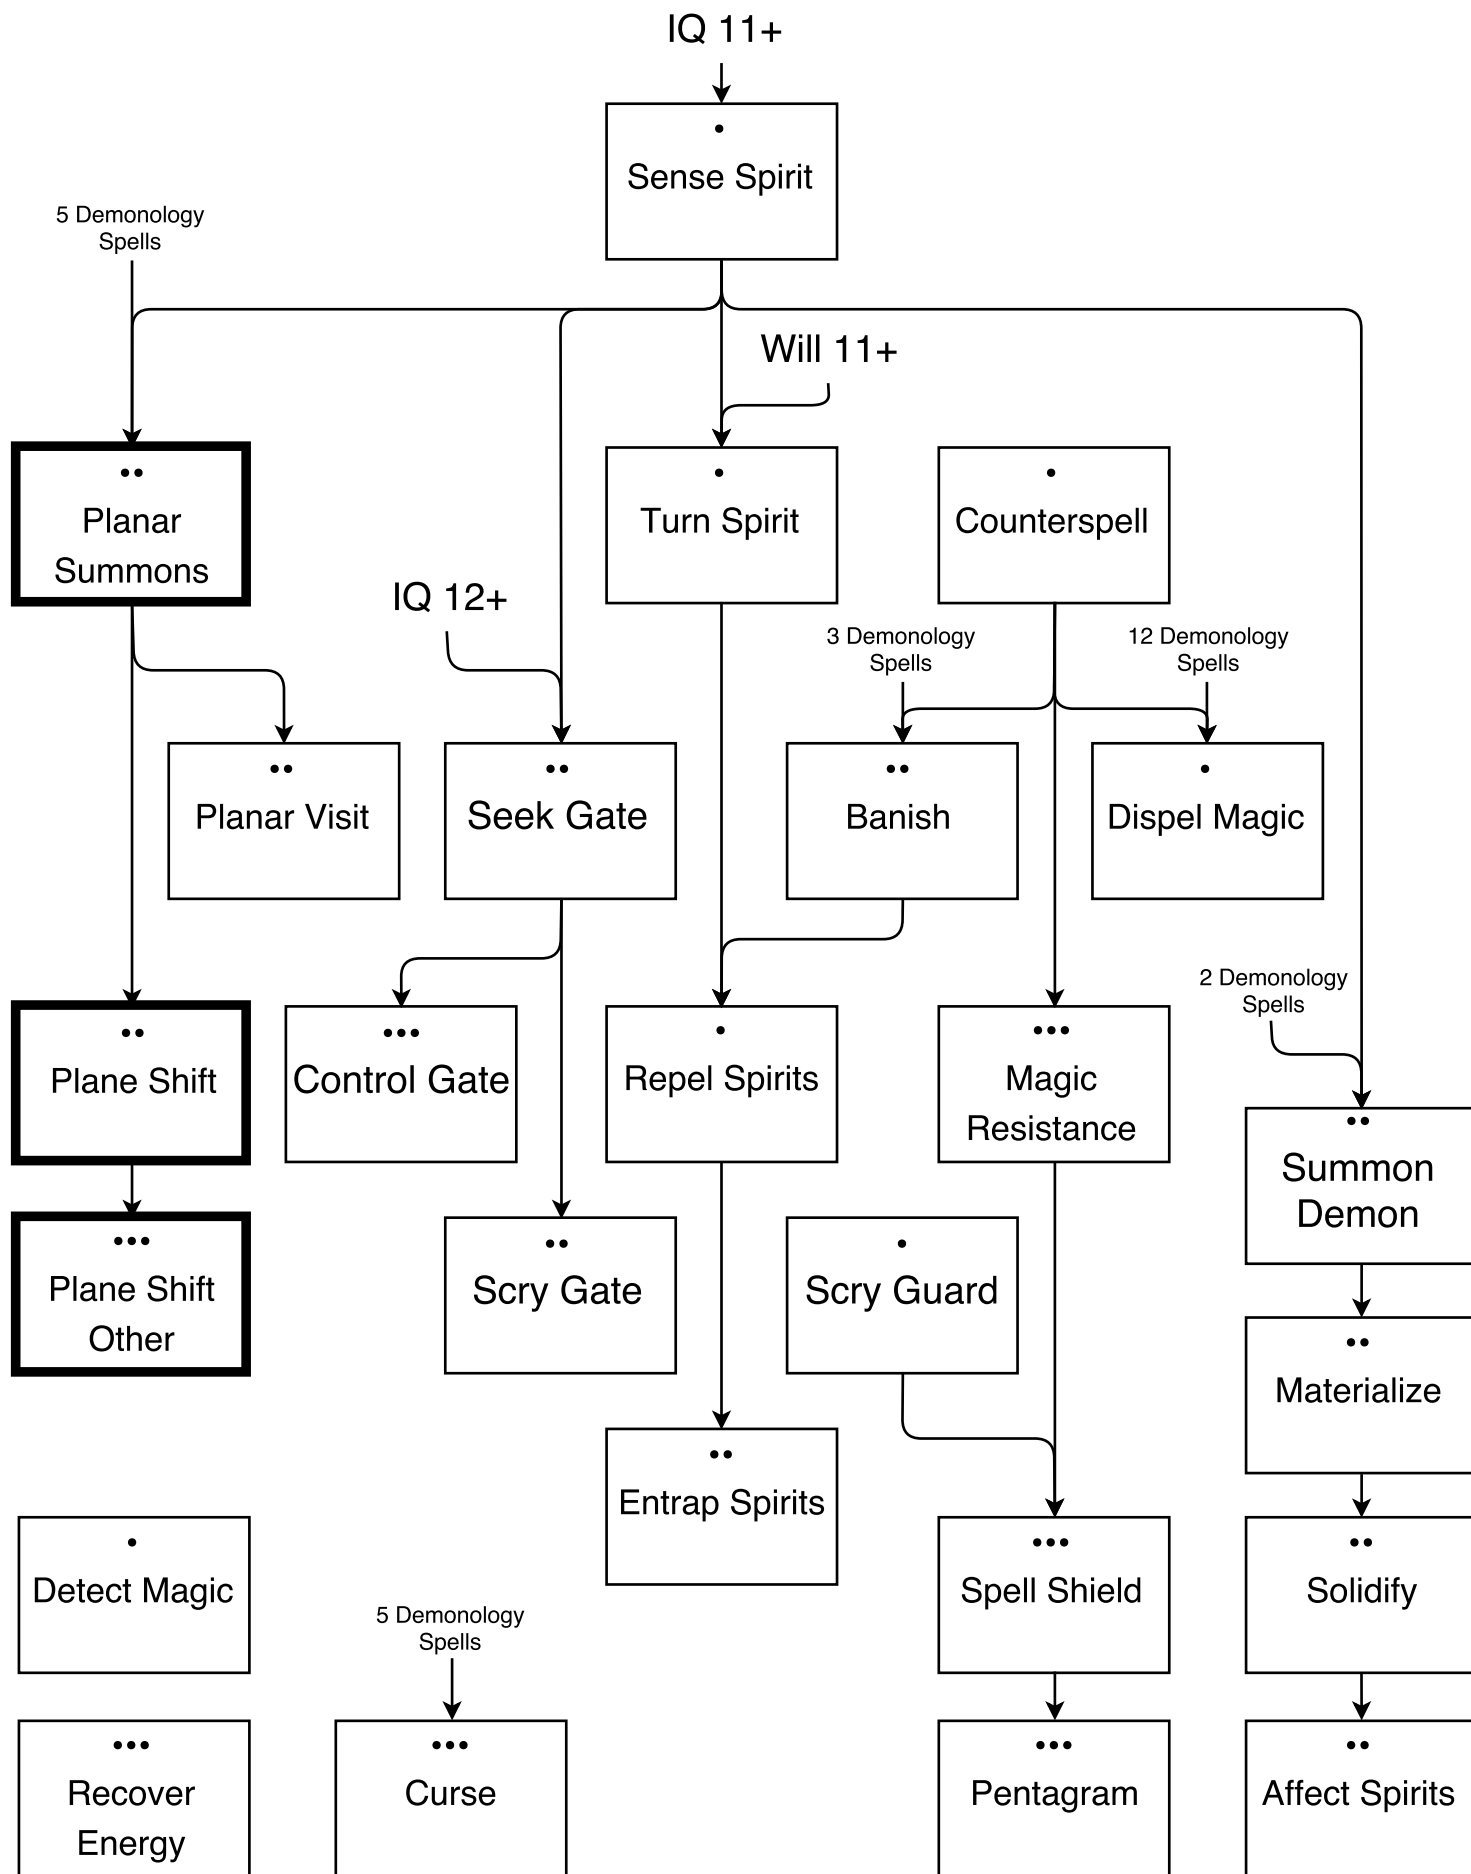 IQ 11+
•
Sense Spirit
5 Demonology
Spells
Will 11+
••
Planar
Summons
•
Turn Spirit
•
Counterspell
IQ 12+
3 Demonology
Spells
12 Demonology
Spells
••
Planar Visit
••
Seek Gate
••
Banish
•
Dispel Magic
2 Demonology
Spells
••
Plane Shift
•••
Control Gate
•
Repel Spirits
•••
Magic
Resistance
••
Summon
Demon
•••
Plane Shift
Other
••
Scry Gate
•
Scry Guard
••
Materialize
••
Entrap Spirits
•
Detect Magic
•••
Spell Shield
••
Solidify
5 Demonology
Spells
•••
Recover
Energy
•••
Curse
•••
Pentagram
••
Affect Spirits